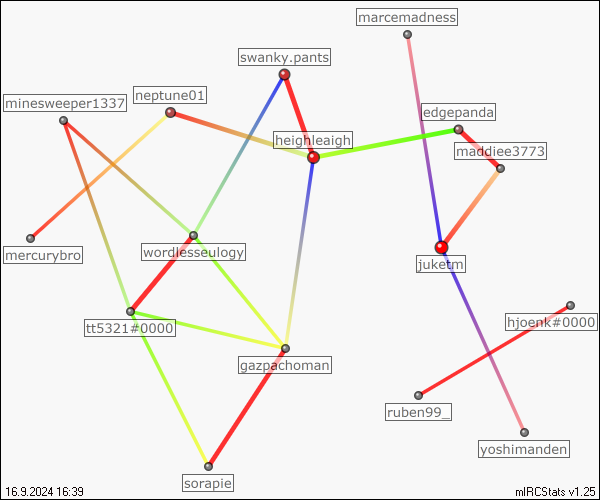 marcemadness
swanky.pants
neptune01
minesweeper1337
edgepanda
heighleaigh
maddiee3773
mercurybro
wordlesseulogy
juketm
tt5321#0000
hjoenk#0000
gazpachoman
ruben99_
yoshimanden
sorapie
16.9.2024 16:39
mIRCStats v1.25